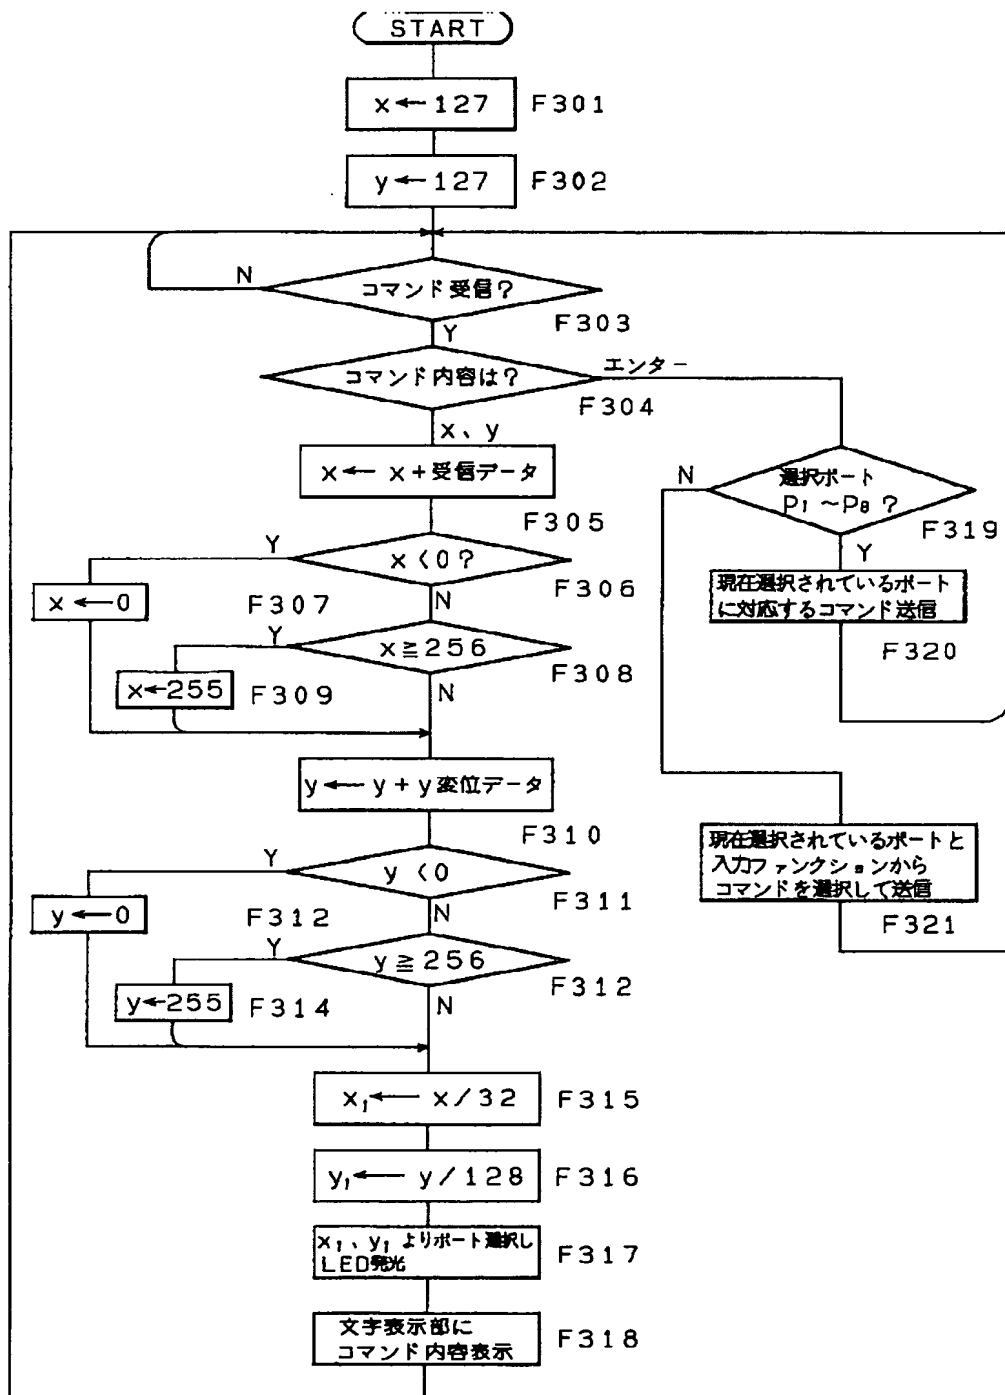 START
x←127 F301
y←127 F302
N
コマンド受信?
F303
Y
コマンド内容は? エンター
F304
x、y
x← x+受信データ
F305
N
選択ポート
P1 ~P8 ?
F319
Y
Y
x<0?
F306
x←0
F307
N
現在選択されているポート
に対応するコマンド送信
F320
Y
x≧256
F308
x←255 F309
N
y← y+y変位データ
F310
現在選択されているポートと
入力ファンクションから
コマンドを選択して送信
F321
Y
y<0
F311
y←0
F312
N
Y
y≧256
F312
y←255 F314
N
x1← x/32 F315
y1← y/128 F316
x1、y1よりポート選択し
LED発光
F317
文字表示部に
コマンド内容表示
F318